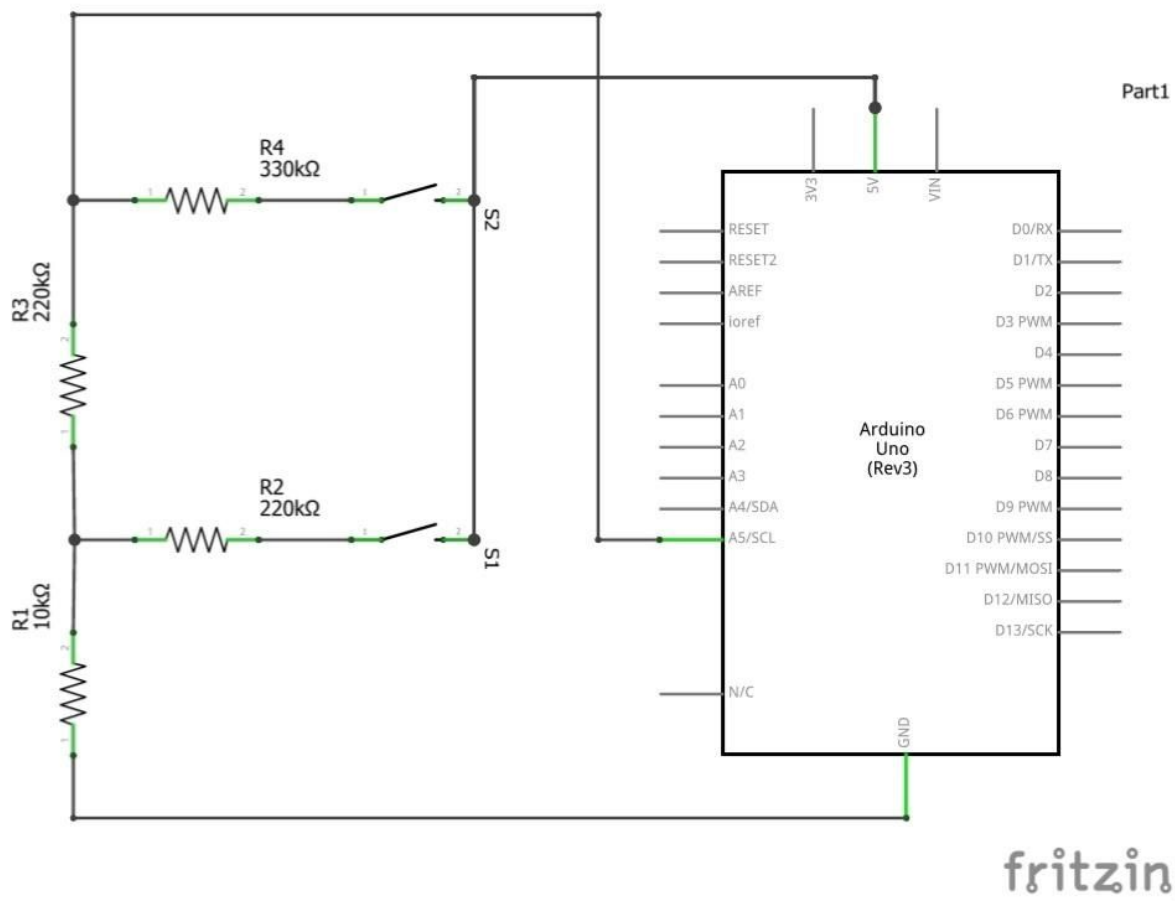 Part1
R4
330kΩ
1
2
1
2
S2
3V3
5V
VIN
RESET
RESET2
AREF
ioref
A0
A1
A2
A3
A4/SDA
A5/SCL
N/C
Arduino
Uno
(Rev3)
D0/RX
D1/TX
D2
D3 PWM
D4
D5 PWM
D6 PWM
D7
D8
D9 PWM
D10 PWM/SS
D11 PWM/MOSI
D12/MISO
D13/SCK
GND
R3
220kΩ
2
1
R2
220kΩ
1
2
1
2
S1
R1
10kΩ
2
1
fritzin